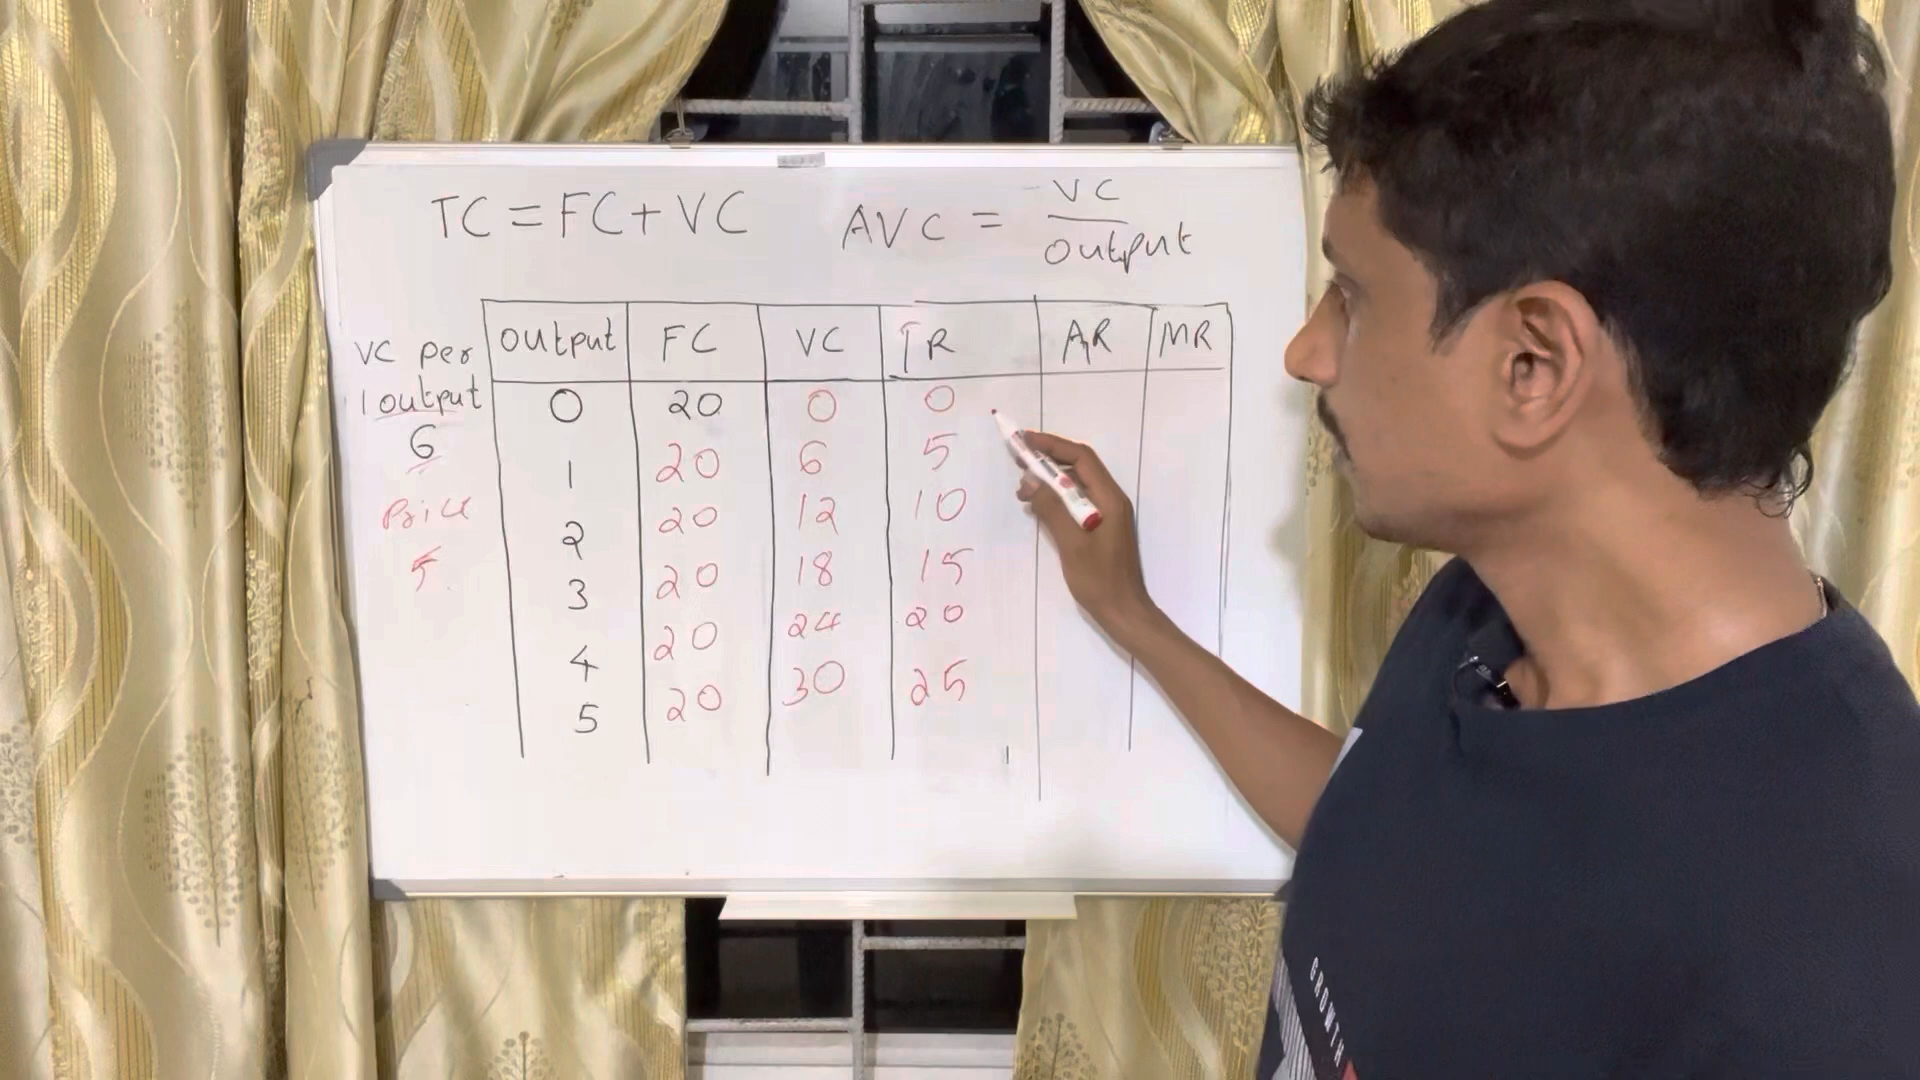 TC = FC + VC
AVC = VC / output
VC per
1 output
6
Price
5
output FC VC TR AR MR
0 20 0 0
1 20 6 5
2 20 12 10
3 20 18 15
4 20 24 20
5 20 30 25
GROWTH